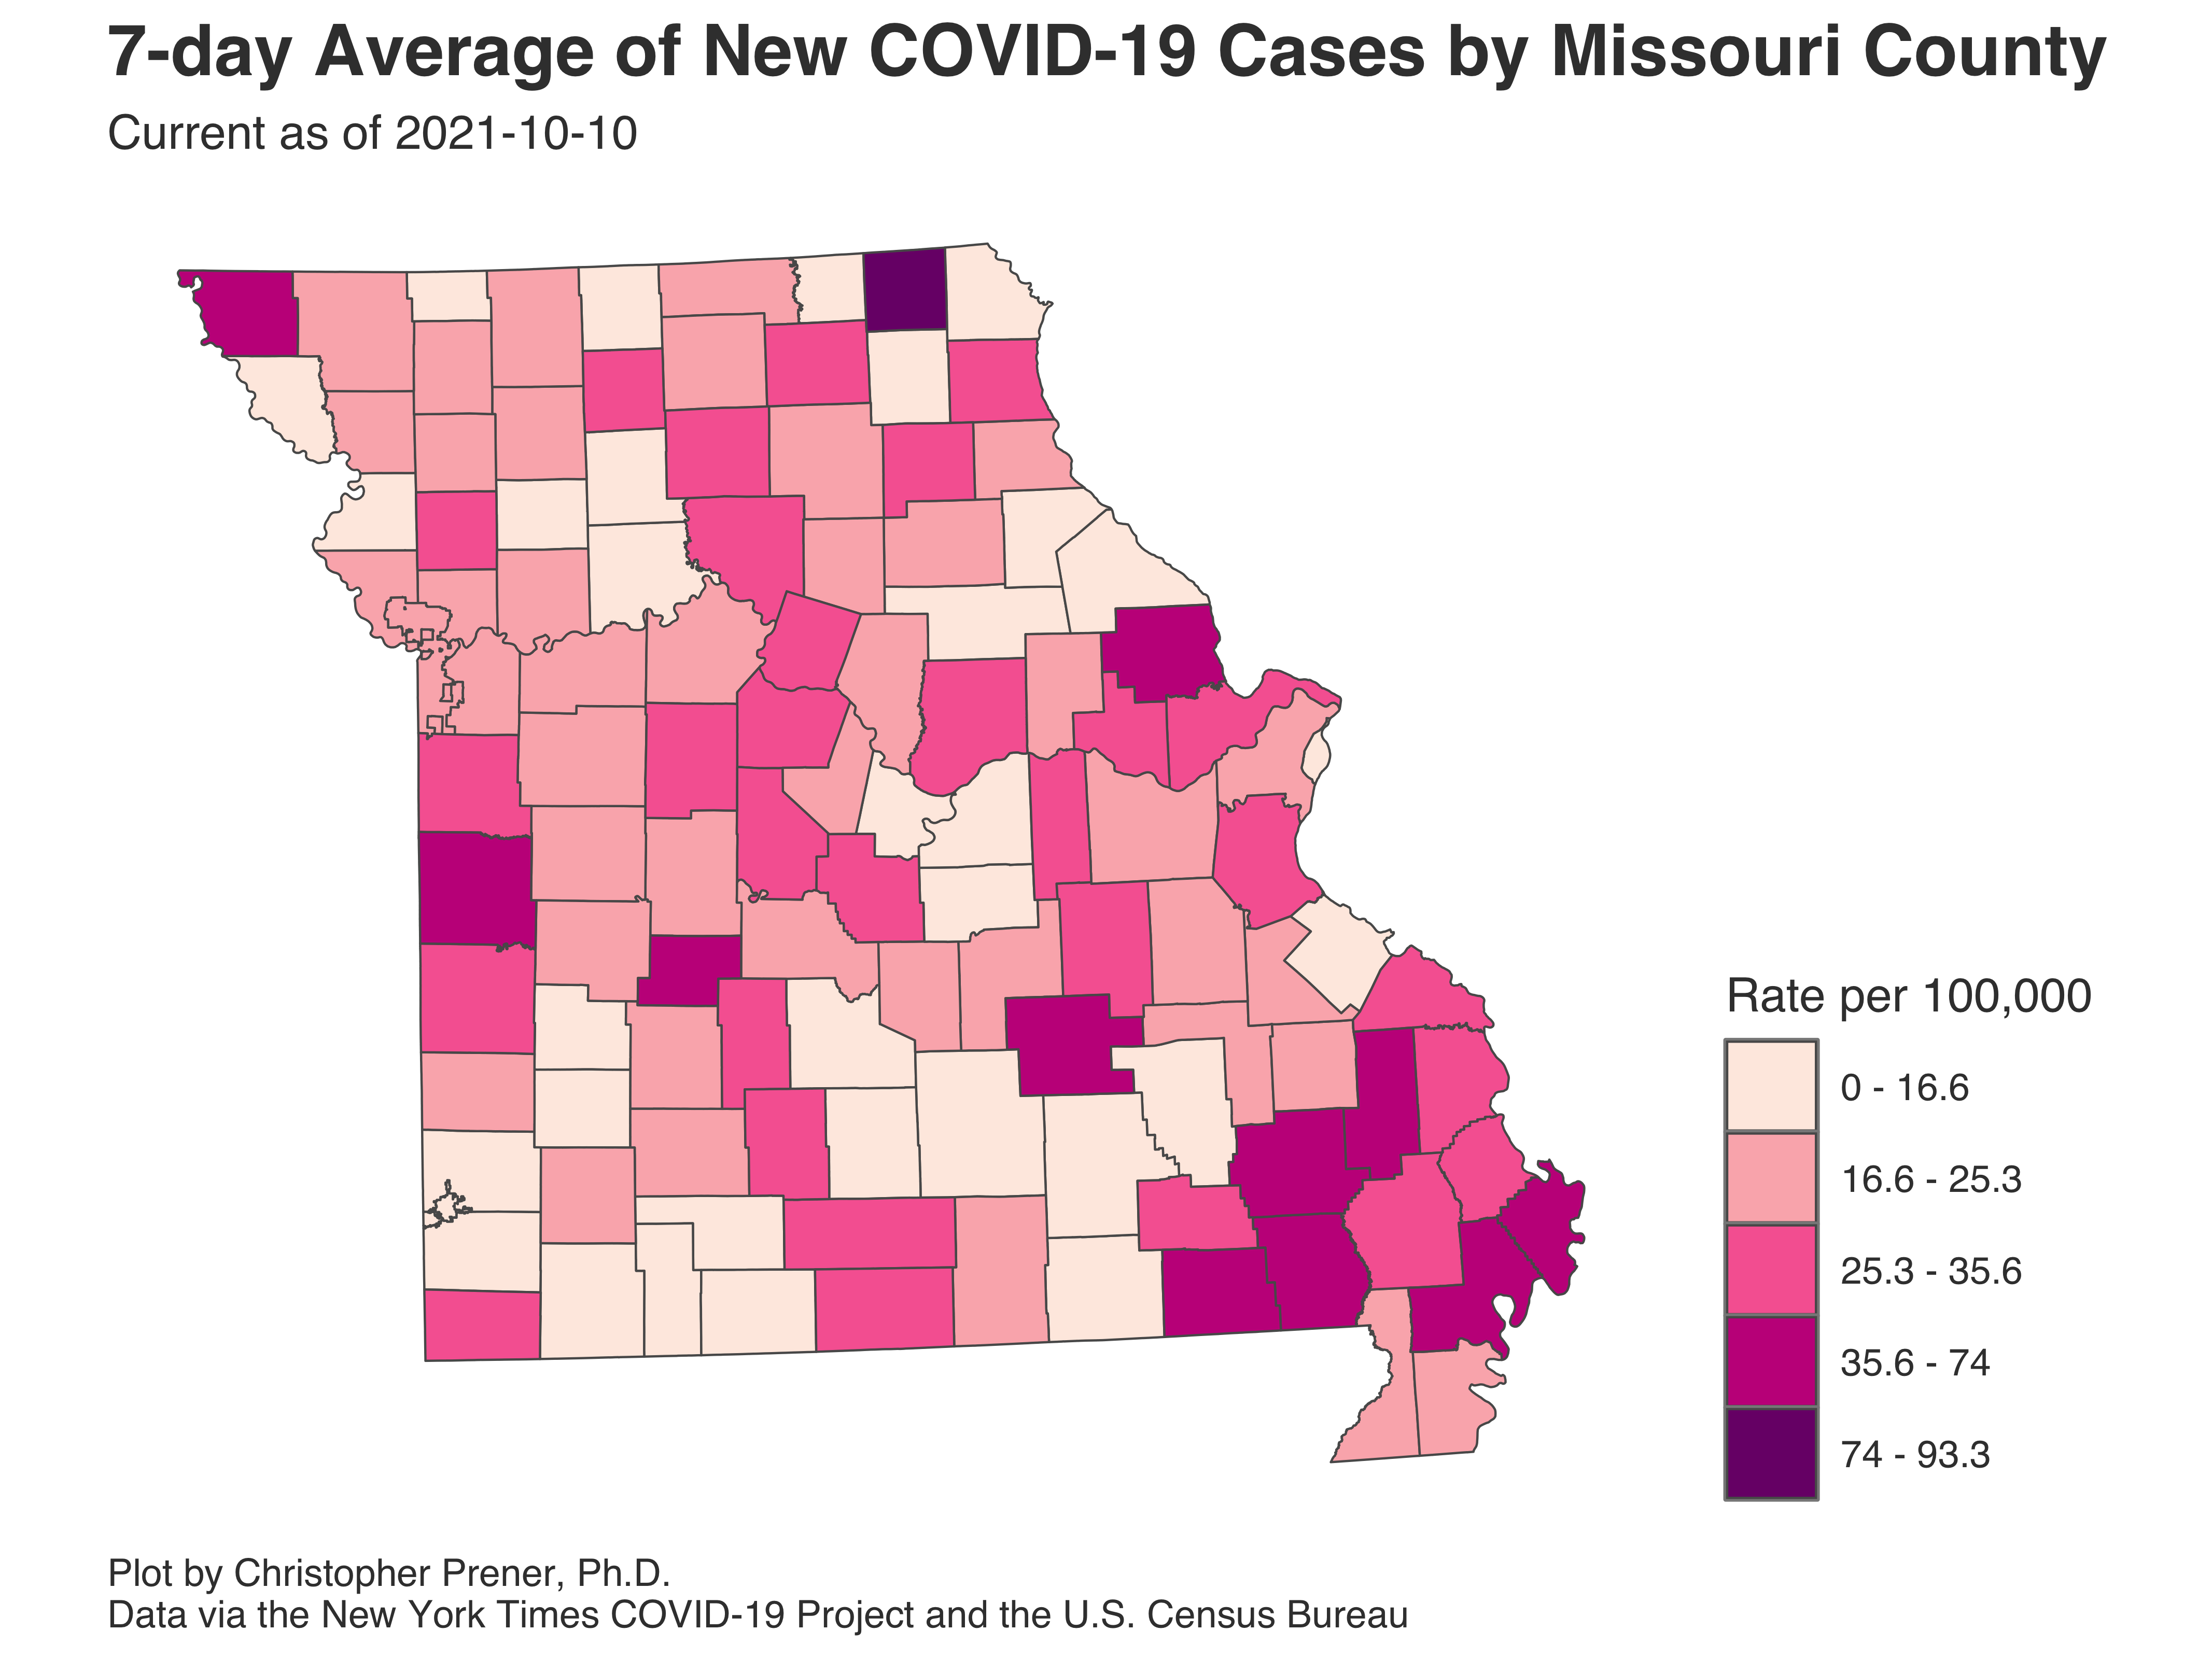 7-day Average of New COVID-19 Cases by Missouri County
Current as of 2021-10-10
Rate per 100,000
0 - 16.6
16.6 - 25.3
25.3 - 35.6
35.6 - 74
74 - 93.3
Plot by Christopher Prener, Ph.D.
Data via the New York Times COVID-19 Project and the U.S. Census Bureau